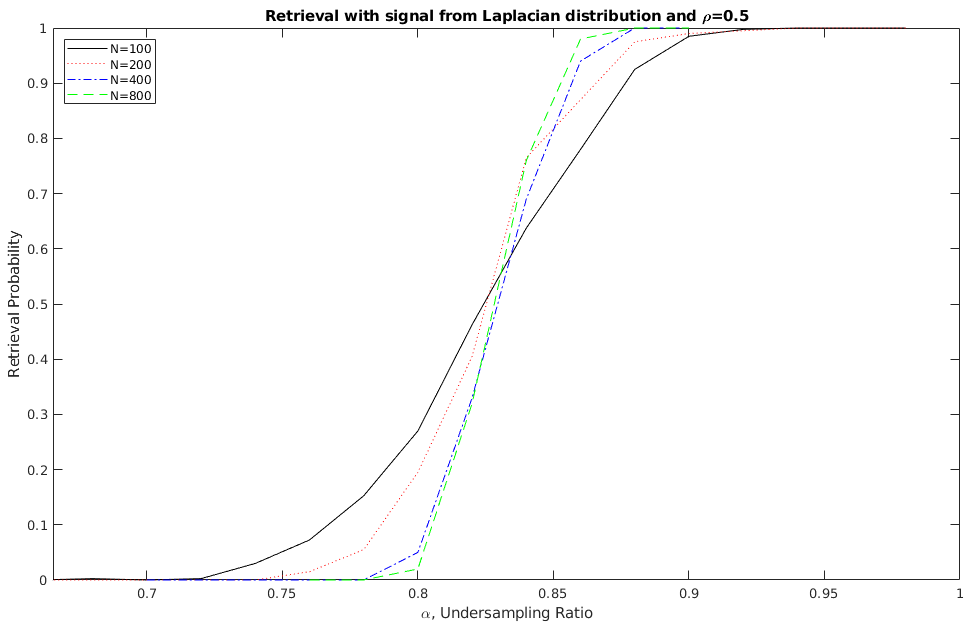 Retrieval with signal from Laplacian distribution and ρ=0.5
N=100
N=200
N=400
N=800
1
0.9
0.8
0.7
0.6
0.5
0.4
0.3
0.2
0.1
0
Retrieval Probability
0.7 0.75 0.8 0.85 0.9 0.95 1
α, Undersampling Ratio